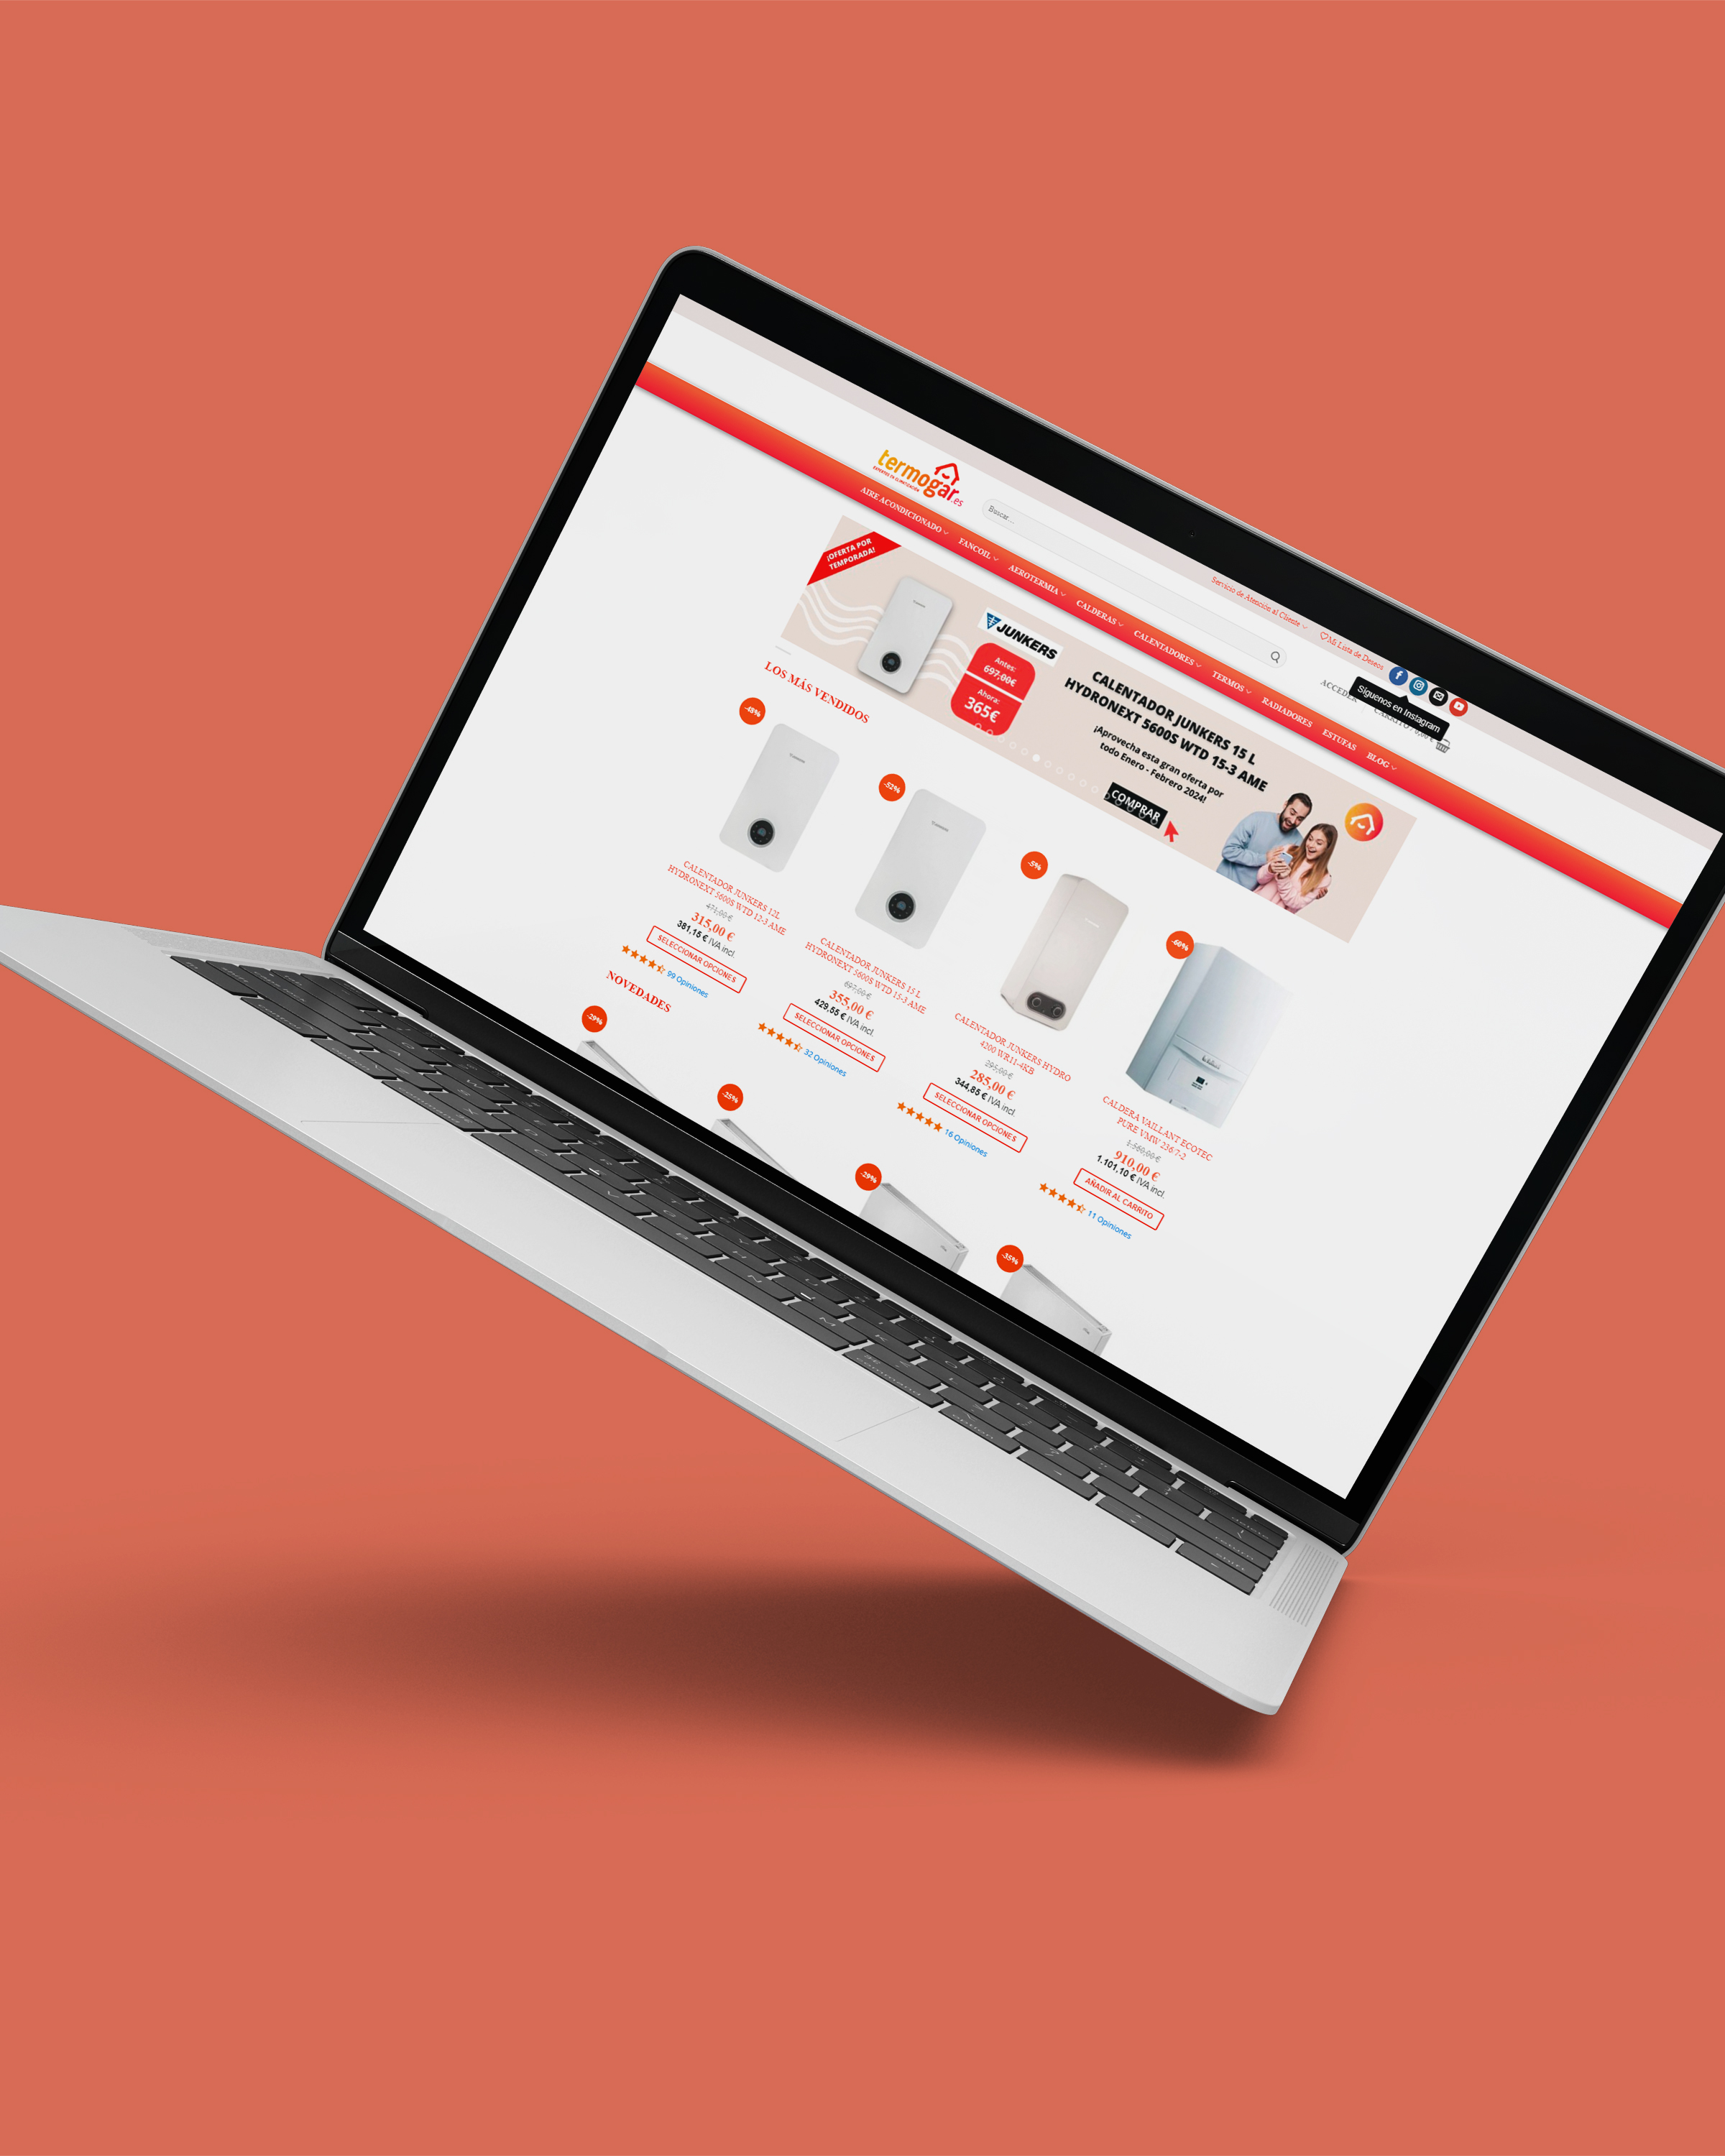 Servicio de Atención al Cliente
Mi Lista de Deseos
termogar.es
EXPERTOS EN CLIMATIZACIÓN
Buscar...
ACCEDER
Síguenos en Instagram
AIRE ACONDICIONADO
FANCOIL
AEROTERMIA
CALDERAS
CALENTADORES
TERMOS
RADIADORES
ESTUFAS
BLOG
¡OFERTA POR
TEMPORADA!
JUNKERS
Antes:
697,00€
Ahora:
365€
CALENTADOR JUNKERS 15 L
HYDRONEXT 5600S WTD 15-3 AME
¡Aprovecha esta gran oferta por
todo Enero - Febrero 2024!
COMPRAR
LOS MÁS VENDIDOS
-48%
CALENTADOR JUNKERS 12L
HYDRONEXT 5600S WTD 12-3 AME
471,00 €
315,00 €
381,15 € IVA incl.
SELECCIONAR OPCIONES
99 Opiniones
-52%
CALENTADOR JUNKERS 15 L
HYDRONEXT 5600S WTD 15-3 AME
697,00 €
355,00 €
429,55 € IVA incl.
SELECCIONAR OPCIONES
32 Opiniones
-5%
CALENTADOR JUNKERS HYDRO
4200 WR11-4KB
295,00 €
285,00 €
344,85 € IVA incl.
SELECCIONAR OPCIONES
16 Opiniones
-60%
CALDERA VAILLANT ECOTEC
PURE VMW 236/7-2
1.560,00 €
910,00 €
1.101,10 € IVA incl.
AÑADIR AL CARRITO
11 Opiniones
NOVEDADES
-29%
-25%
-29%
-35%